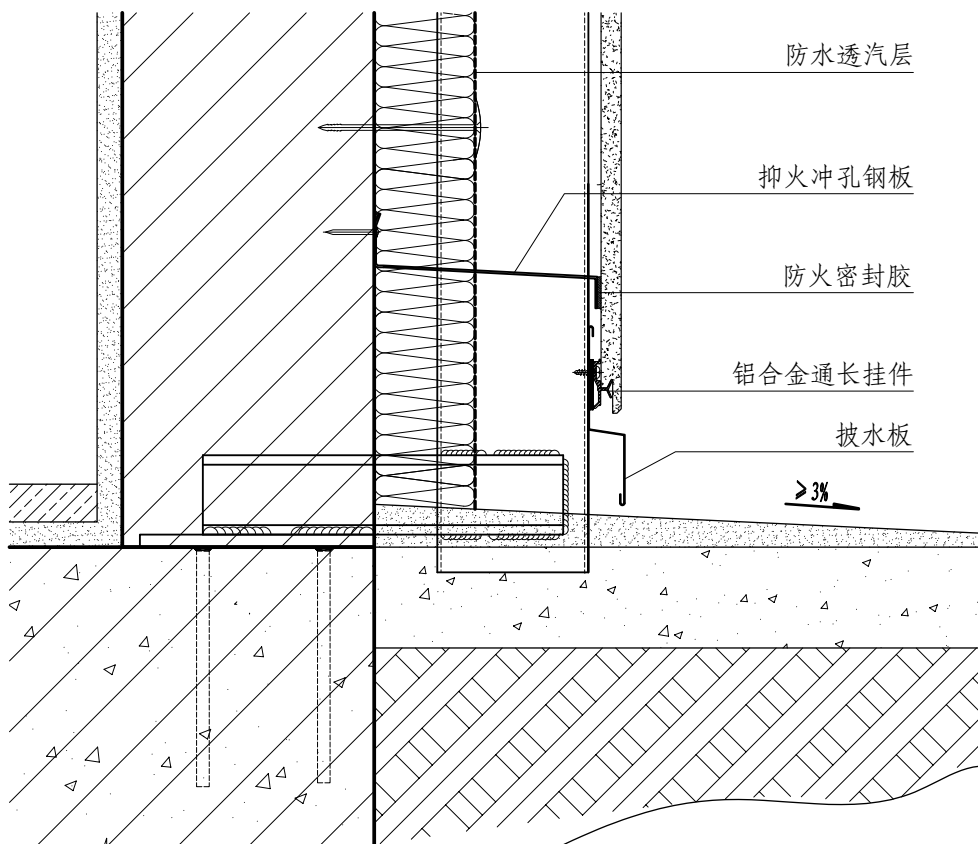 防水透汽层
抑火冲孔钢板
防火密封胶
铝合金通长挂件
披水板
≥3%